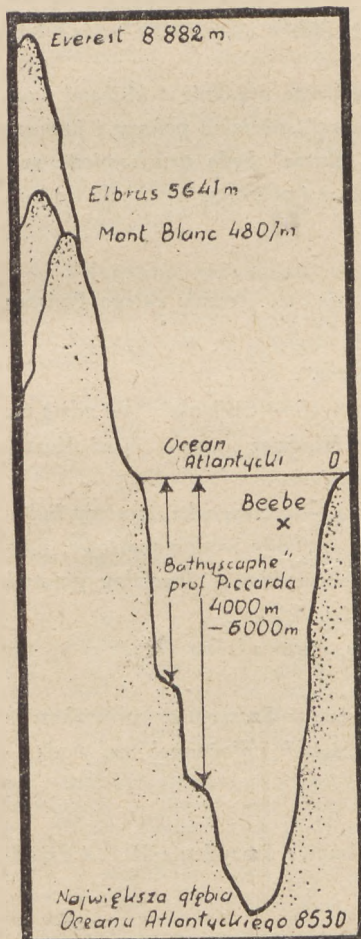 Everest 8 882 m
Elbrus 5641 m
Mont Blanc 4807 m
Ocean
Atlantycki 0
Beebe
x
Bathyscaphe"
prof Piccarda
4000 m
– 6000 m
Największa głębia
Oceanu Atlantyckiego 8530